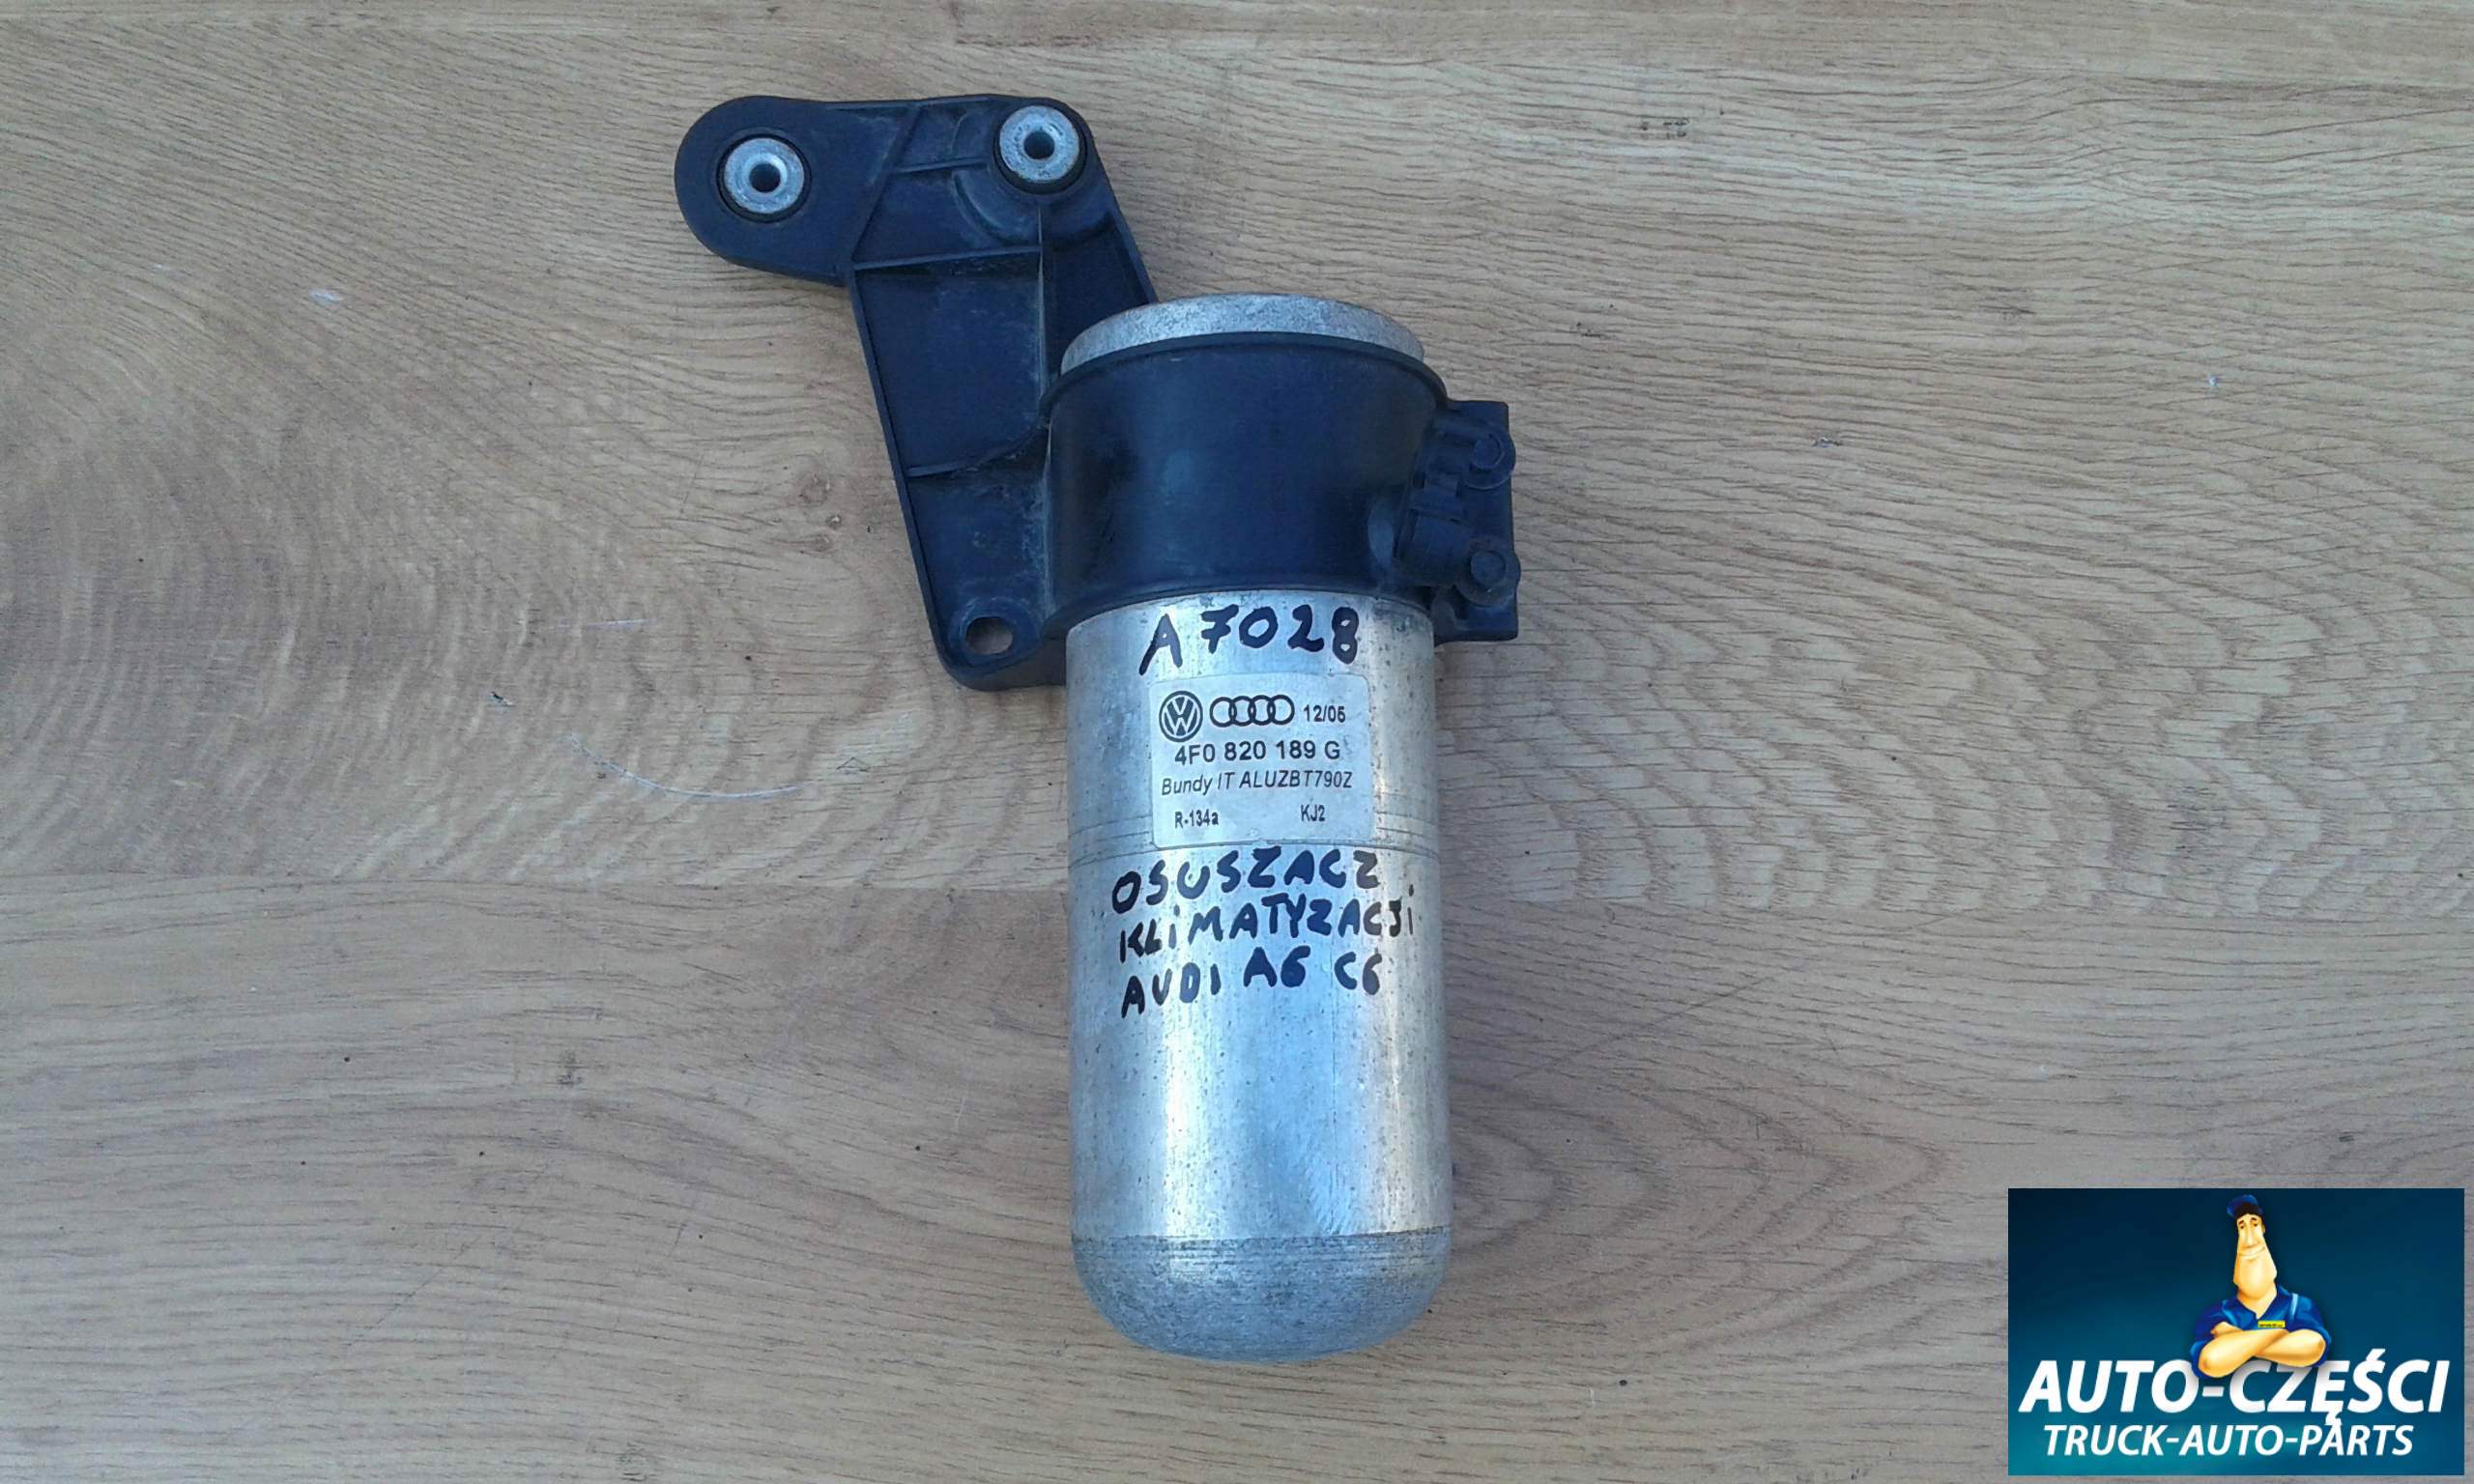 A7028
12/05
4F0 820 189 G
Bundy IT ALUZBT790Z
R-134a KJ2
OSUSZACZ
KLiMATYZACJi
AUDI A6 C6
AUTO-CZĘŚCI
TRUCK-AUTO-PARTS